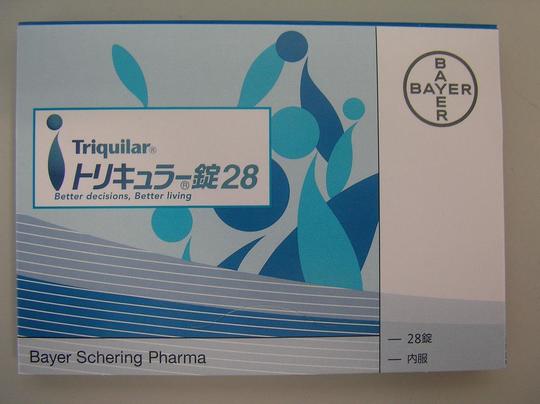 Triquilar®
トリキュラー®錠28
Better decisions, Better living
BAYER
BAYER
28錠
内服
Bayer Schering Pharma